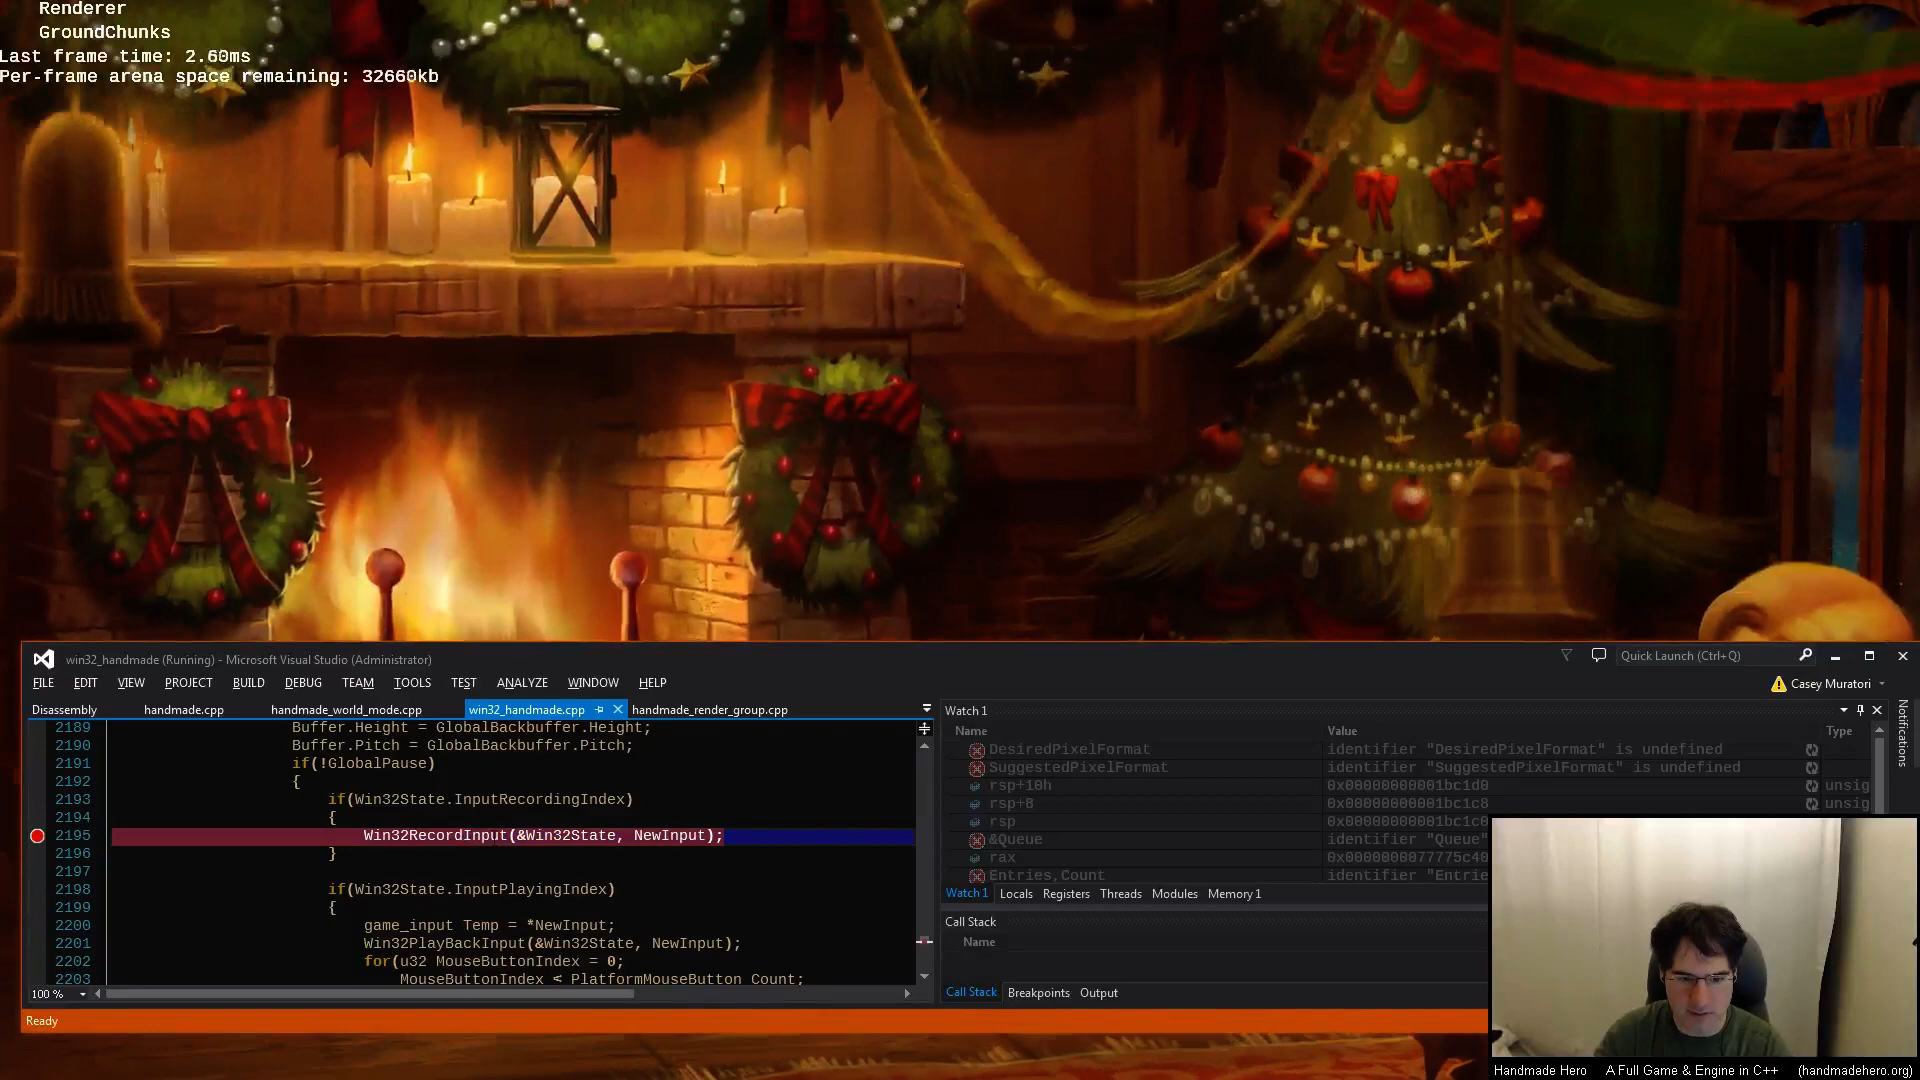 Renderer
GroundChunks
Last frame time: 2.60ms
Per-frame arena space remaining: 32660kb
win32_handmade (Running) - Microsoft Visual Studio (Administrator)
Quick Launch (Ctrl+Q)
FILE EDIT VIEW PROJECT BUILD DEBUG TEAM TOOLS TEST ANALYZE WINDOW HELP
Casey Muratori
Disassembly handmade.cpp handmade_world_mode.cpp win32_handmade.cpp handmade_render_group.cpp
2189 Buffer.Height = GlobalBackbuffer.Height;
2190 Buffer.Pitch = GlobalBackbuffer.Pitch;
2191 if(!GlobalPause)
2192 {
2193 if(Win32State.InputRecordingIndex)
2194 {
2195 Win32RecordInput(&Win32State, NewInput);
2196 }
2197
2198 if(Win32State.InputPlayingIndex)
2199 {
2200 game_input Temp = *NewInput;
2201 Win32PlayBackInput(&Win32State, NewInput);
2202 for(u32 MouseButtonIndex = 0;
2203 MouseButtonIndex < PlatformMouseButton_Count;
100 %
Watch 1
Name Value Type
DesiredPixelFormat identifier "DesiredPixelFormat" is undefined
SuggestedPixelFormat identifier "SuggestedPixelFormat" is undefined
rsp+10h 0x00000000001bc1d0 unsig
rsp+8 0x00000000001bc1c8 unsig
rsp 0x00000000001bc1c0
&Queue identifier "Queue"
rax 0x0000000077775c40
Entries,Count identifier "Entrie
Watch 1 Locals Registers Threads Modules Memory 1
Call Stack
Name
Call Stack Breakpoints Output
Notifications
Ready
Handmade Hero A Full Game & Engine in C++ (handmadehero.org)